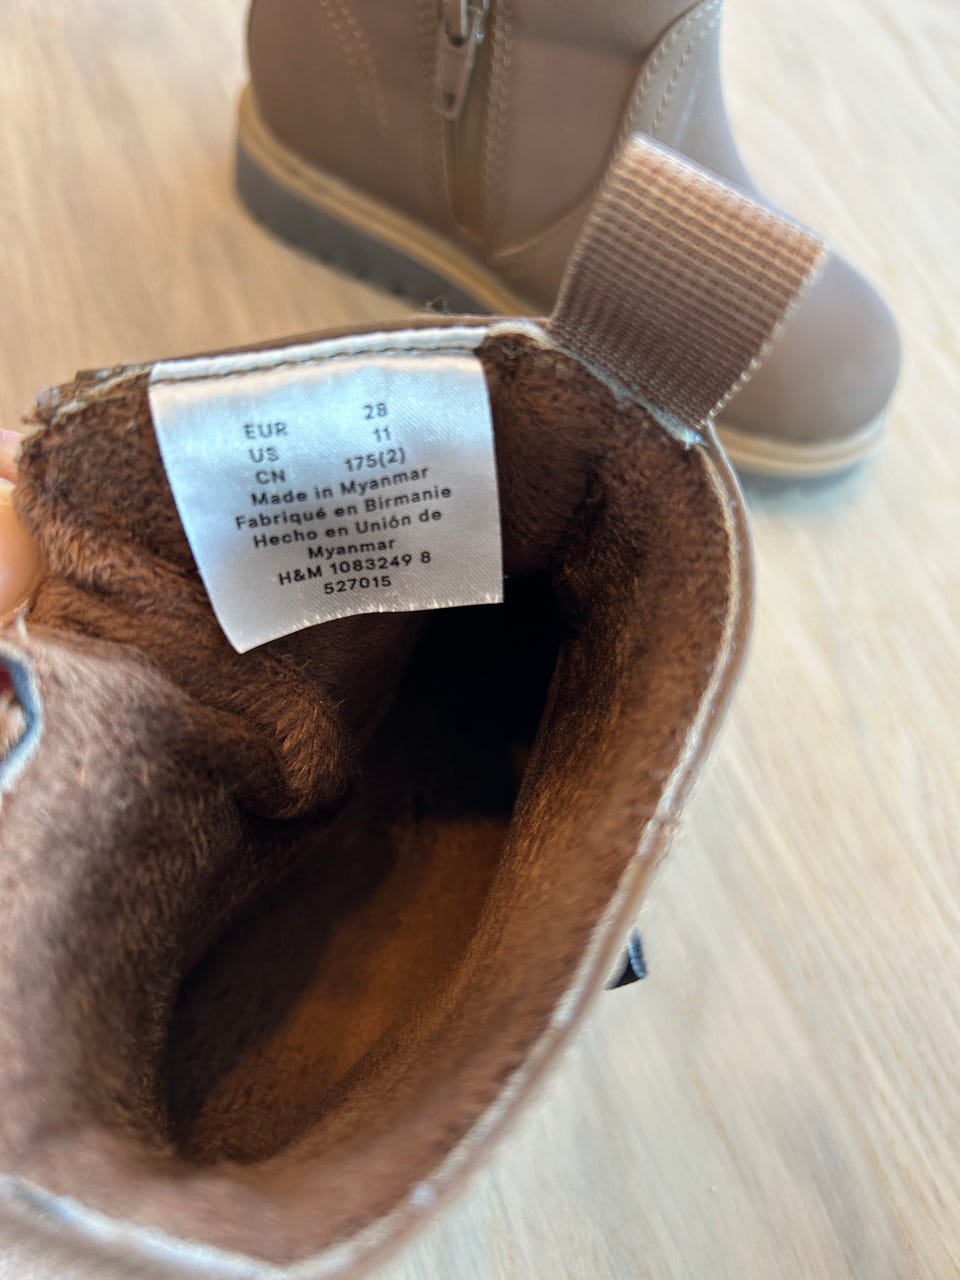 EUR 28
US 11
CN 175(2)
Made in Myanmar
Fabriqué en Birmanie
Hecho en Unión de
Myanmar
H&M 1083249 8
527015